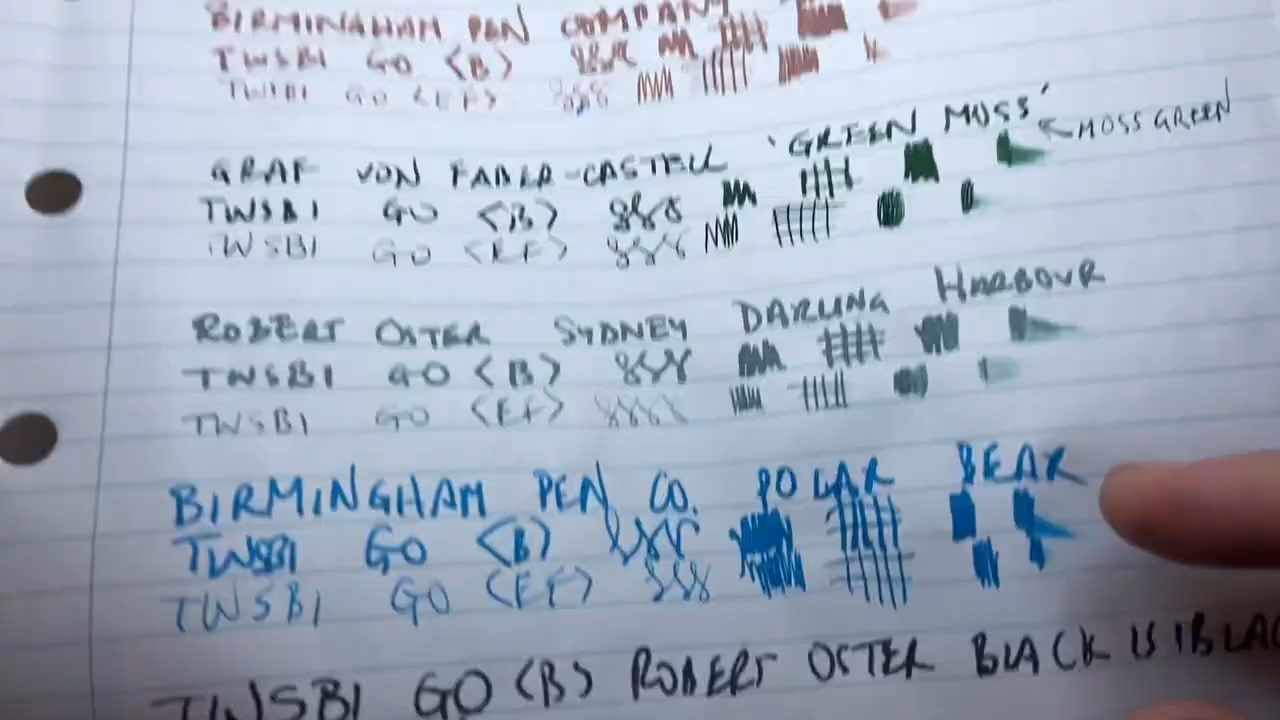 BIRMINGHAM PEN COMPANY
TWSBI GO <B>
TWSBI GO <EF>
GRAF VON FABER-CASTELL 'GREEN MOSS' ← MOSS GREEN
TWSBI GO <B>
TWSBI GO <EF>
ROBERT OSTER SYDNEY DARLING HARBOUR
TWSBI GO <B>
TWSBI GO <EF>
BIRMINGHAM PEN CO. POLAR BEAR
TWSBI GO <B>
TWSBI GO <EF>
TWSBI GO <B> ROBERT OSTER BLACK IS